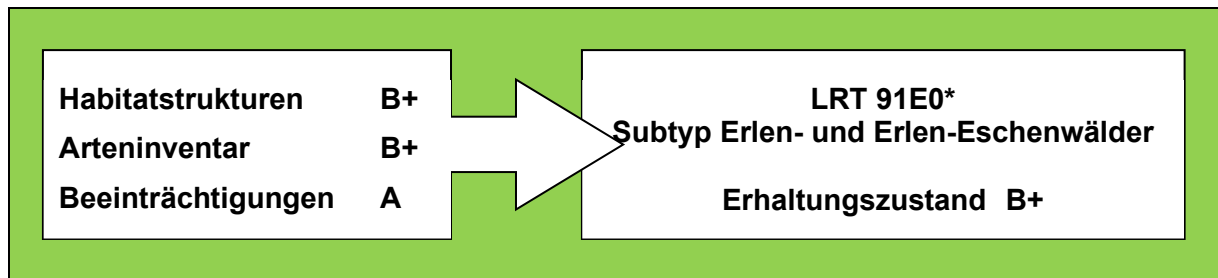 Habitatstrukturen B+
Arteninventar B+
Beeinträchtigungen A
LRT 91E0*
Subtyp Erlen- und Erlen-Eschenwälder
Erhaltungszustand B+